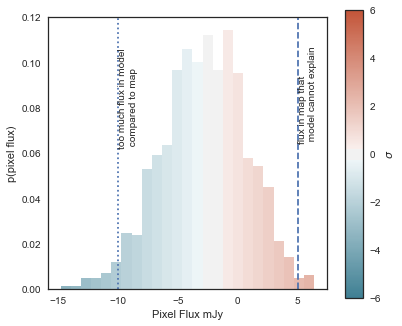 0.12
0.10
0.08
0.06
0.04
0.02
0.00
p(pixel flux)
−15
−10
−5
0
5
Pixel Flux mJy
too much flux in model
compared to map
flux in map that
model cannot explain
6
4
2
0
−2
−4
−6
σ